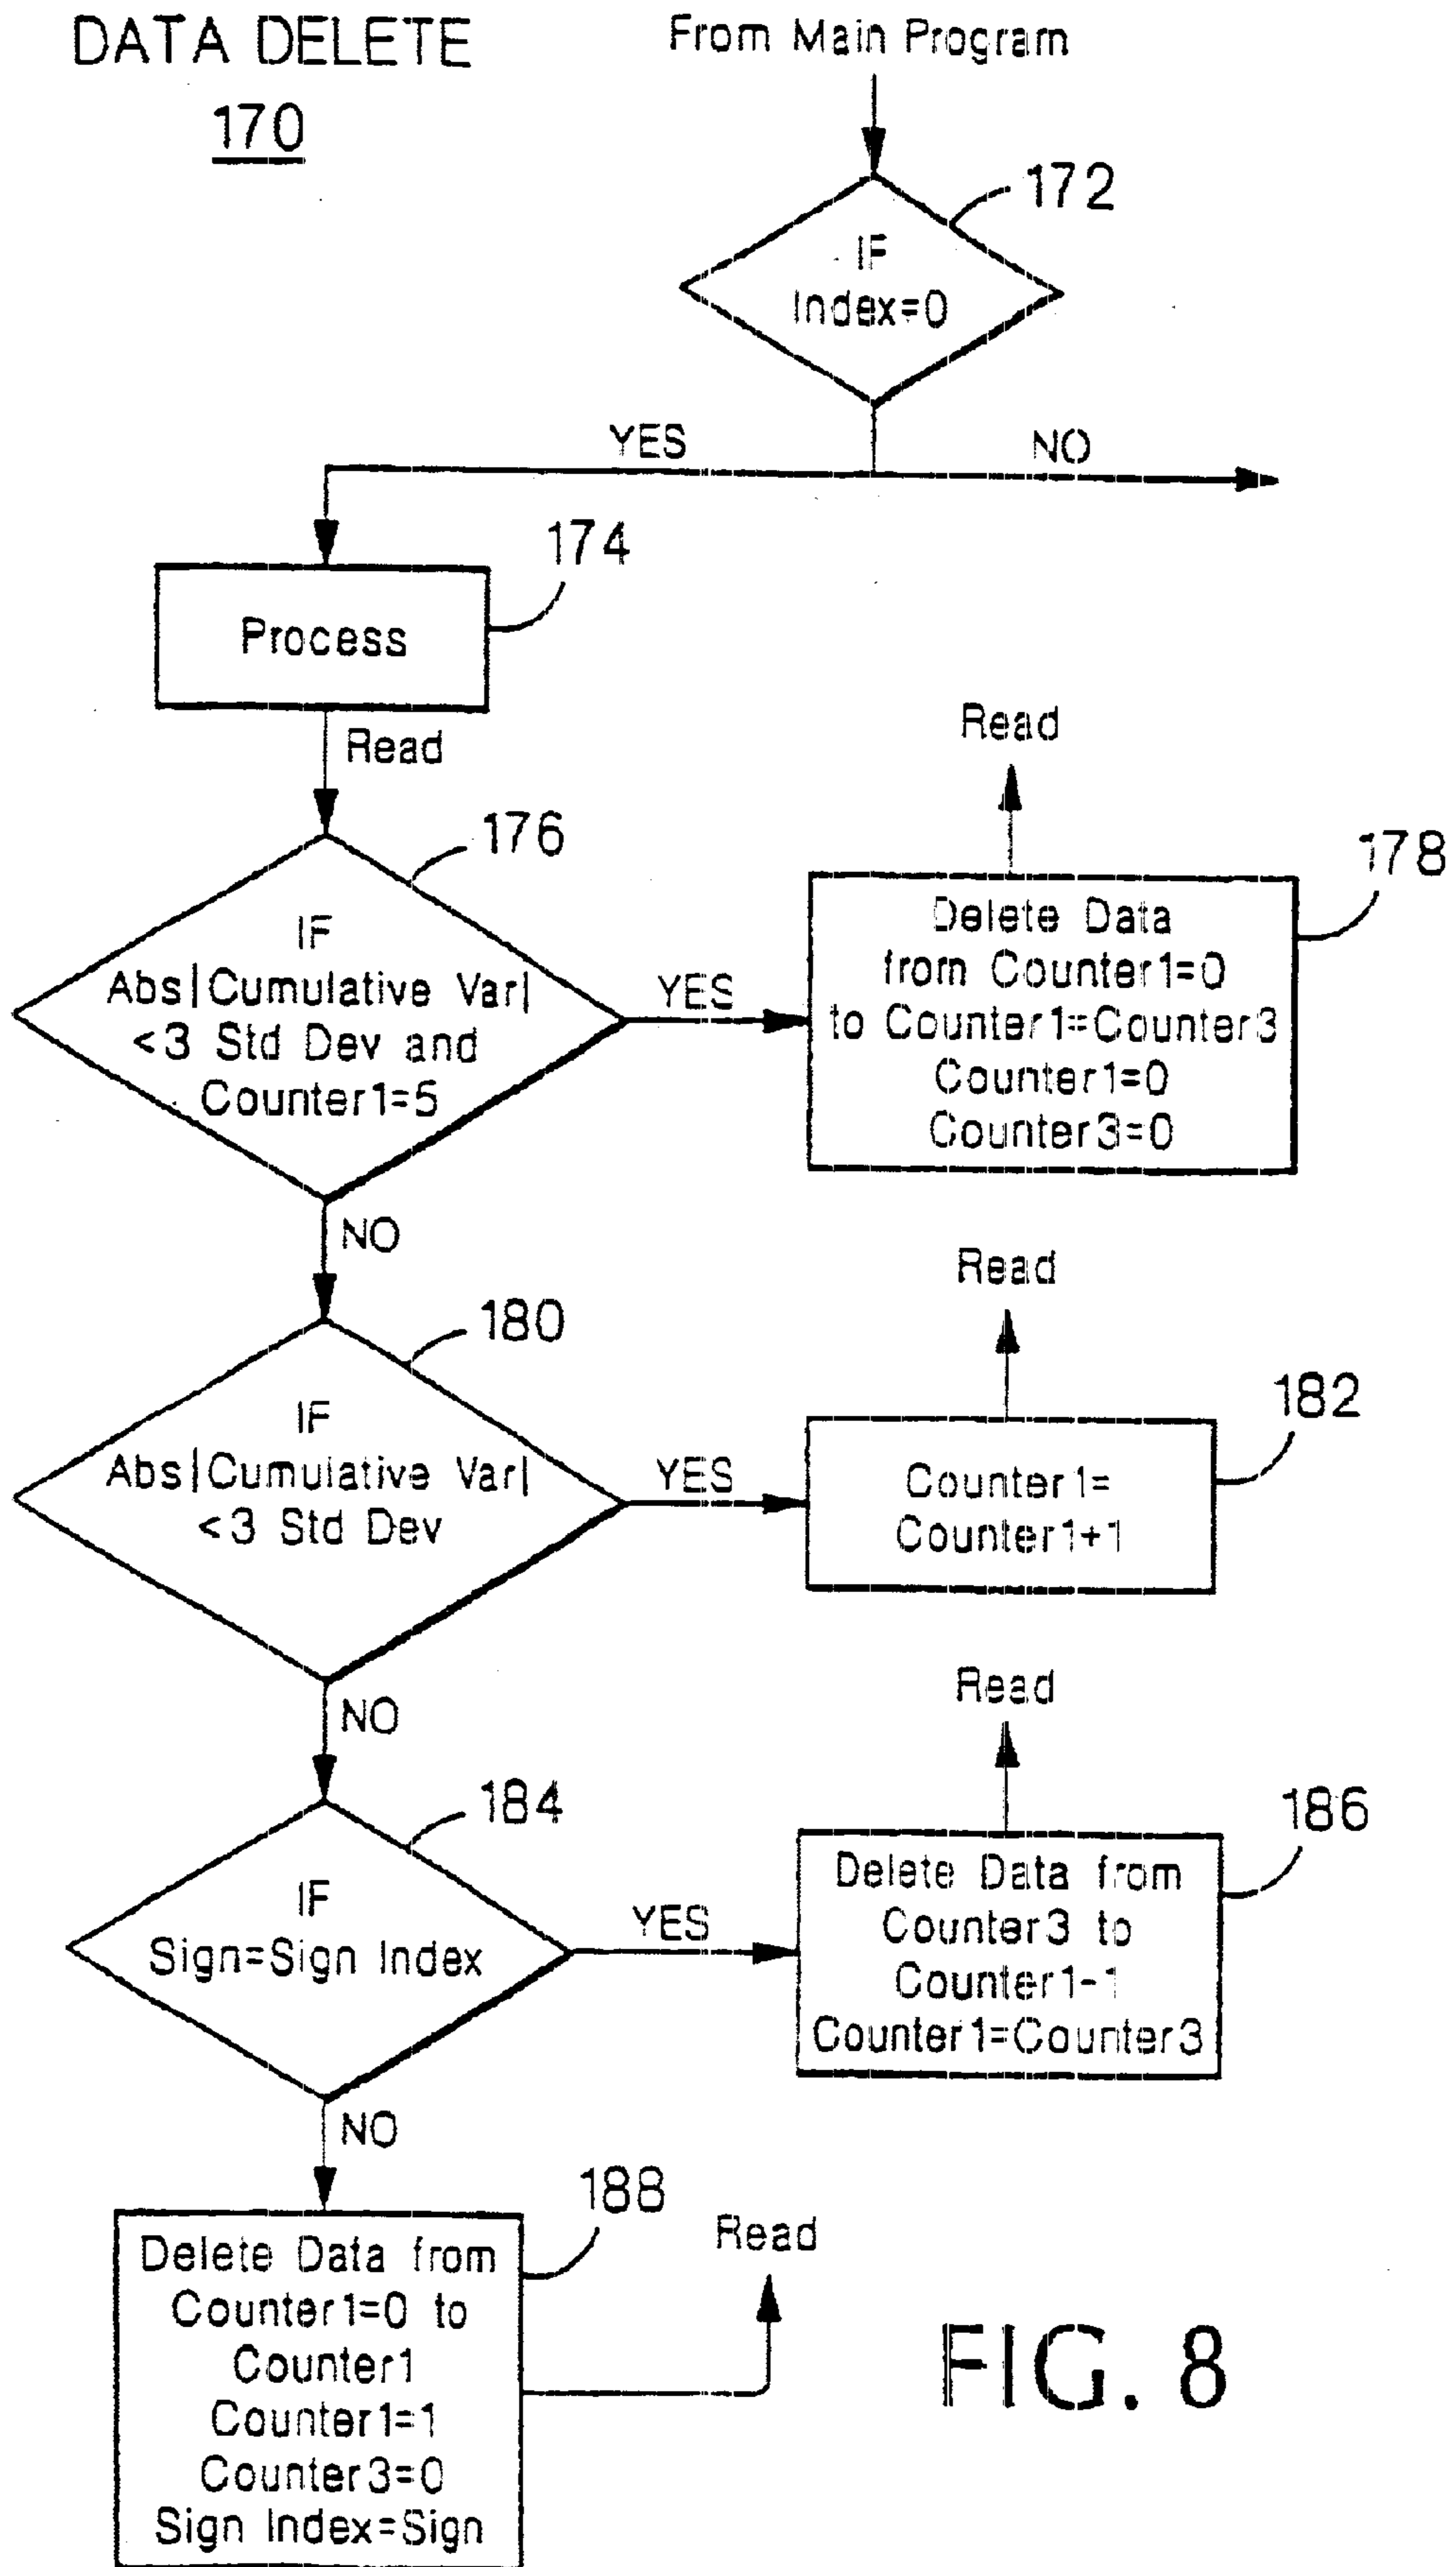 DATA DELETE
170
From Main Program
172
IF
Index=0
YES
NO
174
Process
Read
176
IF
Abs|Cumulative Var|
<3 Std Dev and
Counter1=5
YES
Read
178
Delete Data
from Counter1=0
to Counter1=Counter3
Counter1=0
Counter3=0
NO
180
IF
Abs|Cumulative Var|
<3 Std Dev
YES
Read
182
Counter1=
Counter1+1
NO
184
IF
Sign=Sign Index
YES
Read
186
Delete Data from
Counter3 to
Counter1-1
Counter1=Counter3
NO
188
Delete Data from
Counter1=0 to
Counter1
Counter1=1
Counter3=0
Sign Index=Sign
Read
FIG. 8